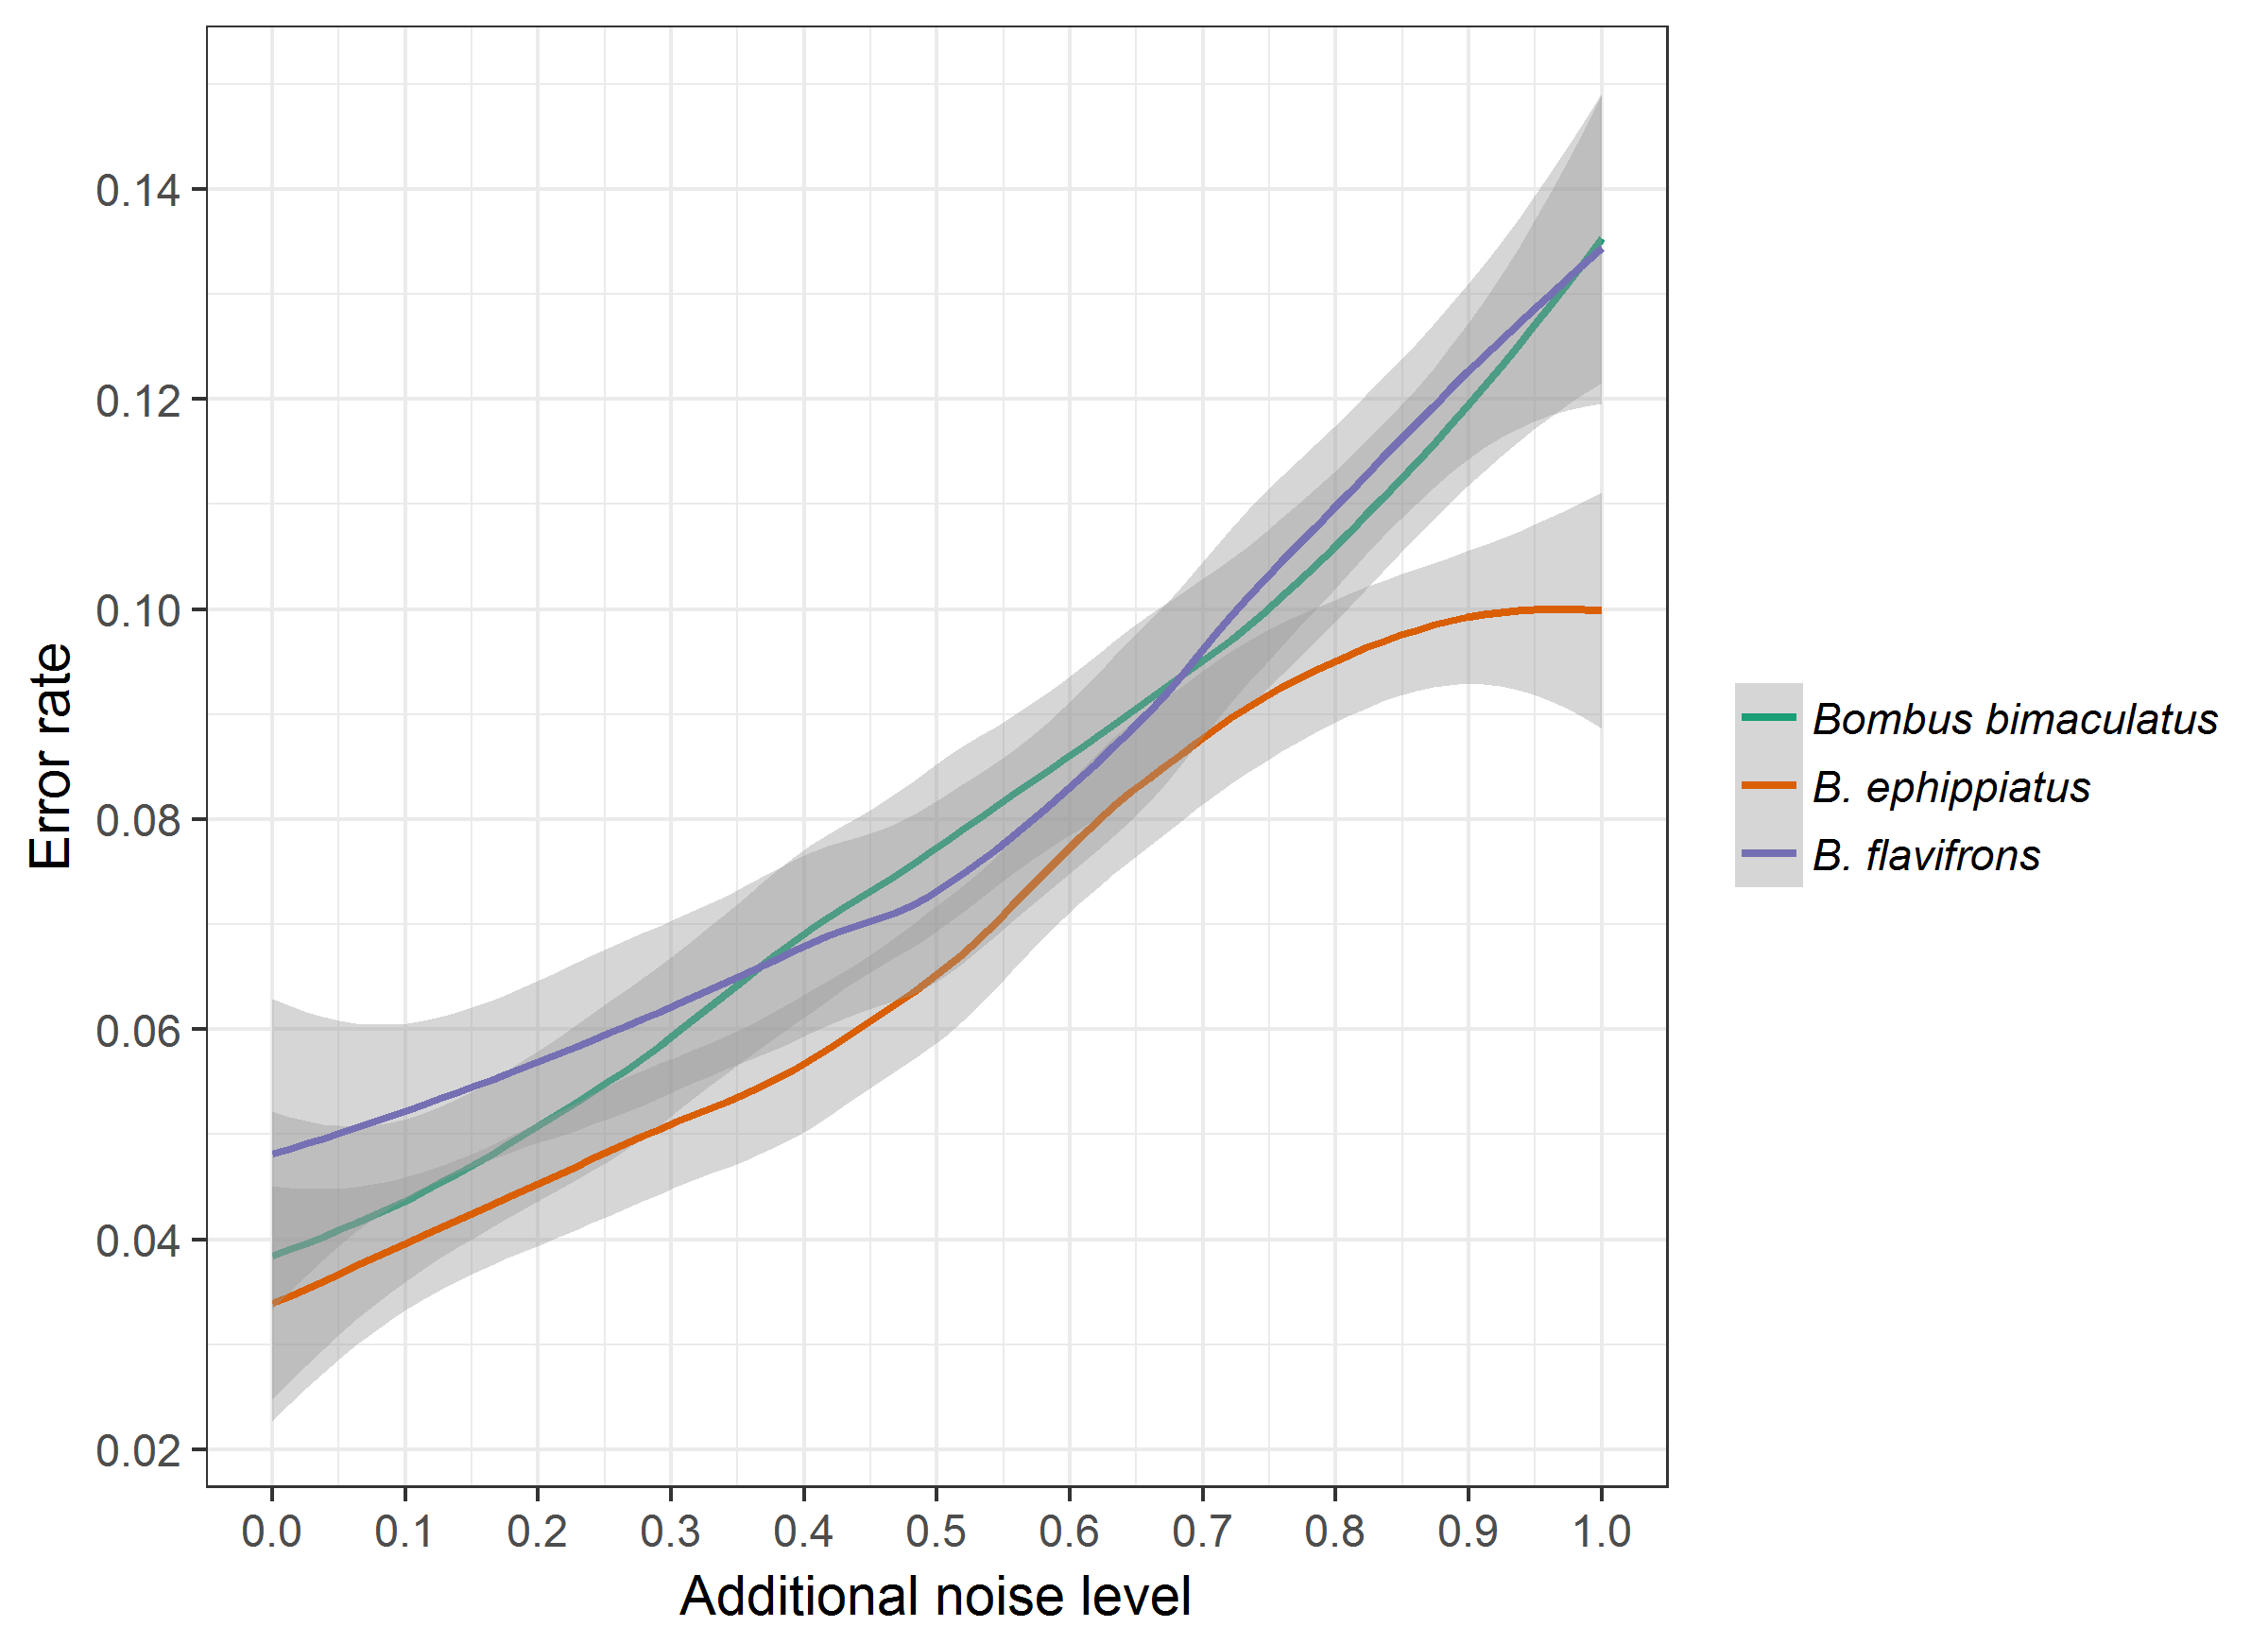 Error rate
0.14
0.12
0.10
0.08
0.06
0.04
0.02
0.0 0.1 0.2 0.3 0.4 0.5 0.6 0.7 0.8 0.9 1.0
Additional noise level
Bombus bimaculatus
B. ephippiatus
B. flavifrons